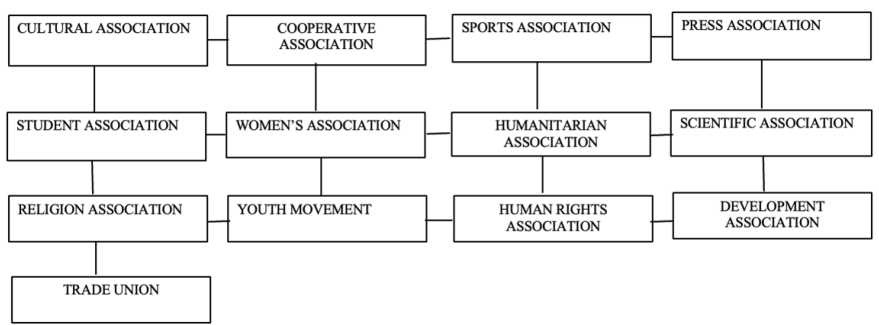 CULTURAL ASSOCIATION
COOPERATIVE
ASSOCIATION
SPORTS ASSOCIATION
PRESS ASSOCIATION
STUDENT ASSOCIATION
WOMEN’S ASSOCIATION
HUMANITARIAN
ASSOCIATION
SCIENTIFIC ASSOCIATION
RELIGION ASSOCIATION
YOUTH MOVEMENT
HUMAN RIGHTS
ASSOCIATION
DEVELOPMENT
ASSOCIATION
TRADE UNION